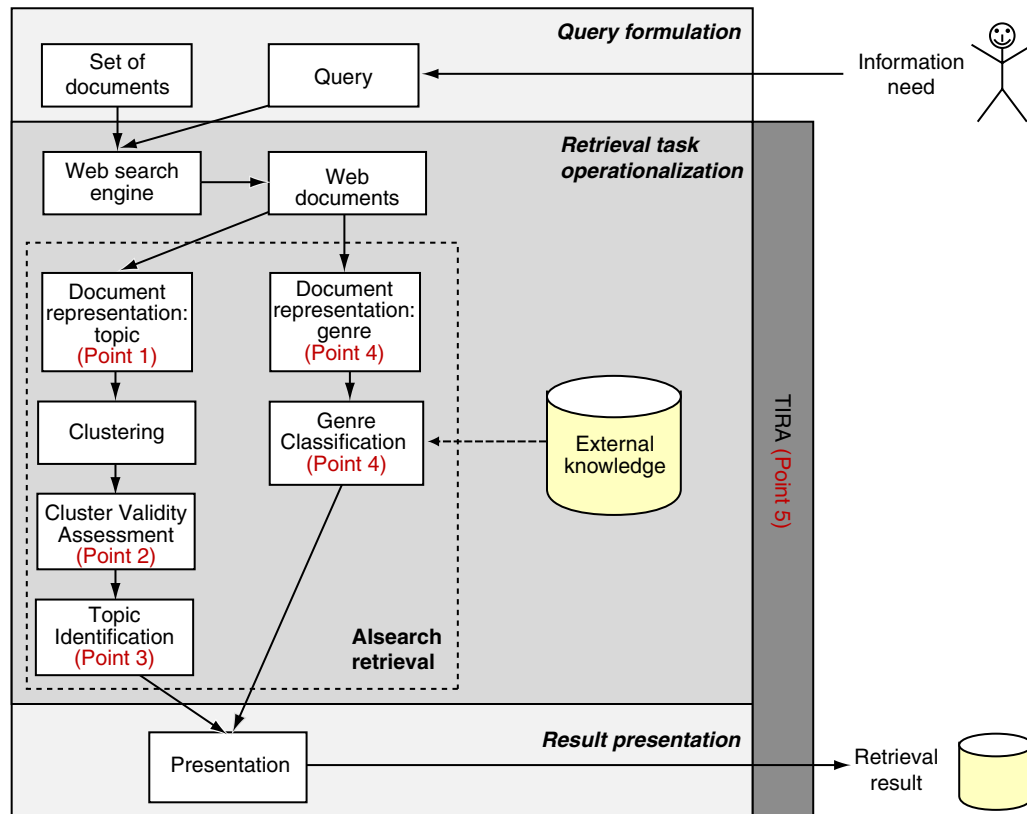 Query formulation
Set of
documents
Query
Information
need
Retrieval task
operationalization
Web search
engine
Web
documents
Document
representation:
topic
(Point 1)
Document
representation:
genre
(Point 4)
Clustering
Genre
Classification
(Point 4)
External
knowledge
TIRA (Point 5)
Cluster Validity
Assessment
(Point 2)
Topic
Identification
(Point 3)
AIsearch
retrieval
Result presentation
Presentation
Retrieval
result